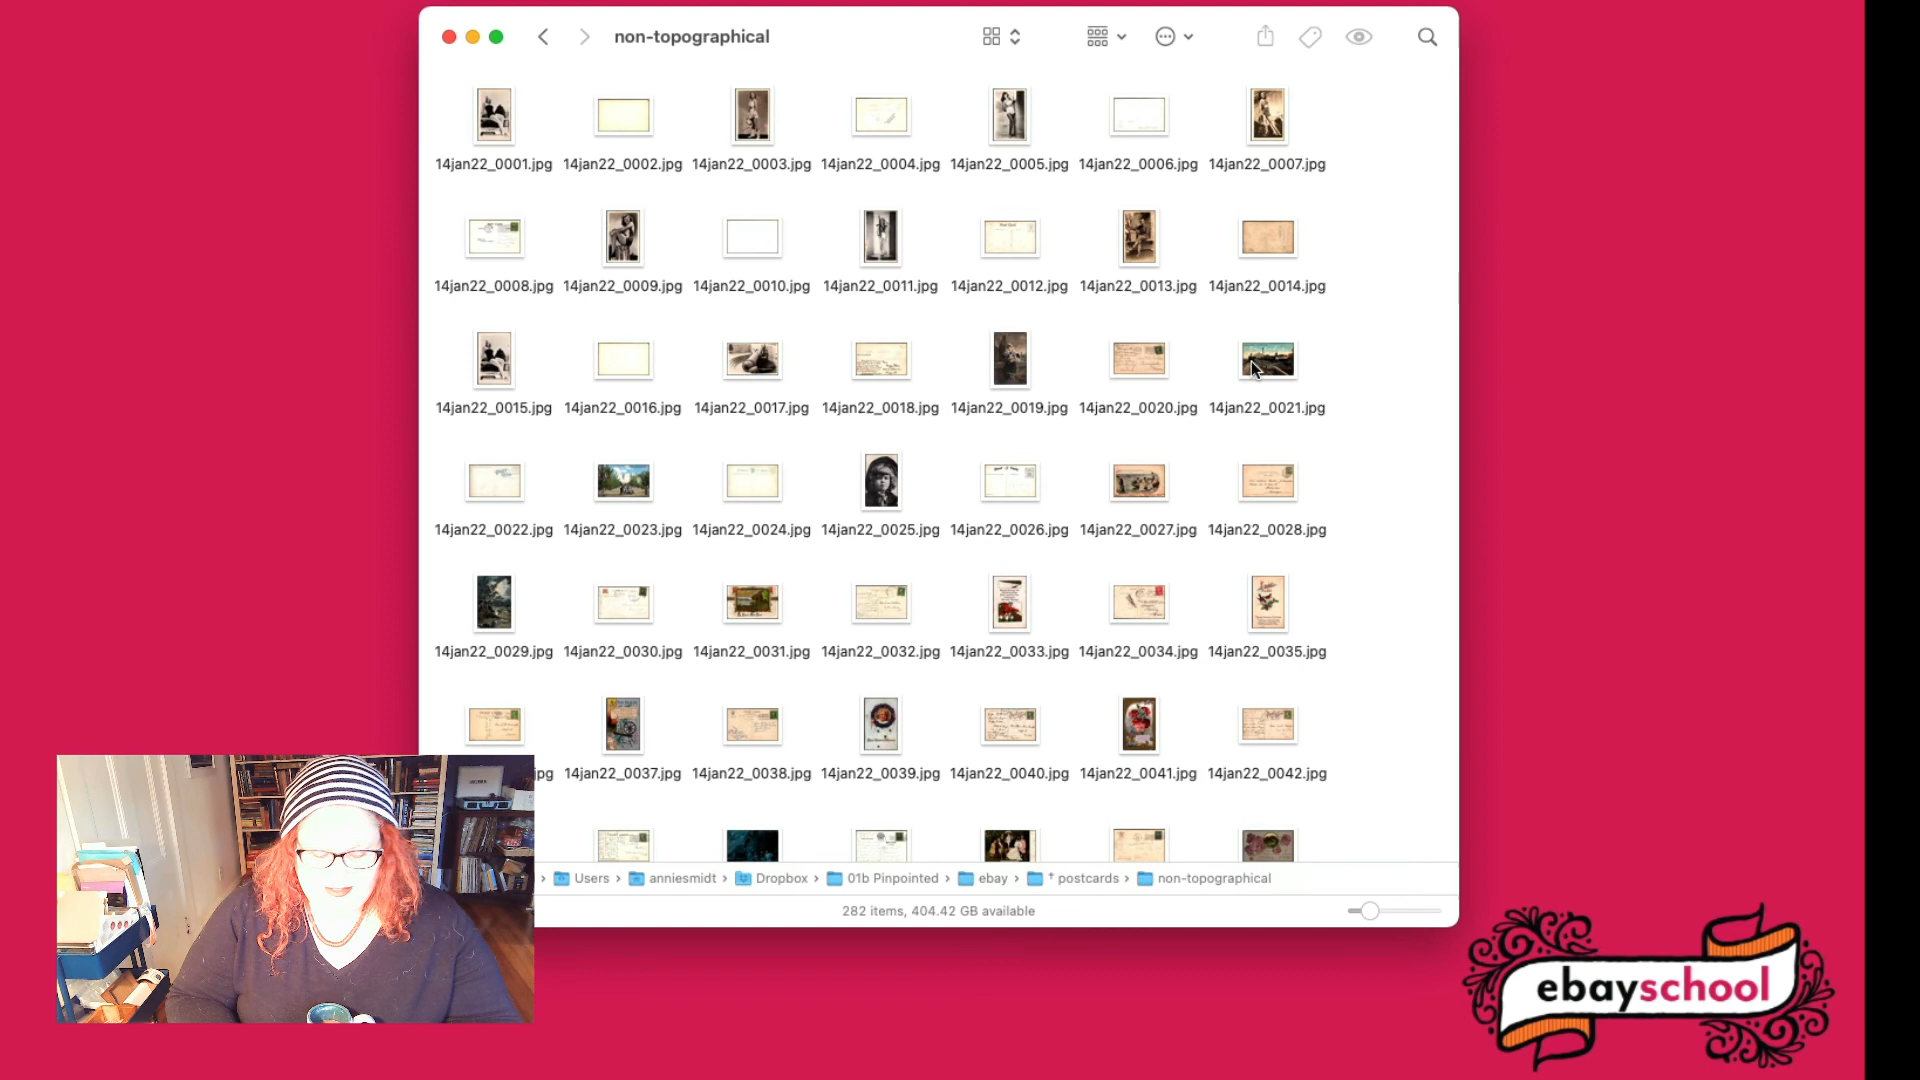 non-topographical
14jan22_0001.jpg 14jan22_0002.jpg 14jan22_0003.jpg 14jan22_0004.jpg 14jan22_0005.jpg 14jan22_0006.jpg 14jan22_0007.jpg
14jan22_0008.jpg 14jan22_0009.jpg 14jan22_0010.jpg 14jan22_0011.jpg 14jan22_0012.jpg 14jan22_0013.jpg 14jan22_0014.jpg
14jan22_0015.jpg 14jan22_0016.jpg 14jan22_0017.jpg 14jan22_0018.jpg 14jan22_0019.jpg 14jan22_0020.jpg 14jan22_0021.jpg
14jan22_0022.jpg 14jan22_0023.jpg 14jan22_0024.jpg 14jan22_0025.jpg 14jan22_0026.jpg 14jan22_0027.jpg 14jan22_0028.jpg
14jan22_0029.jpg 14jan22_0030.jpg 14jan22_0031.jpg 14jan22_0032.jpg 14jan22_0033.jpg 14jan22_0034.jpg 14jan22_0035.jpg
jpg 14jan22_0037.jpg 14jan22_0038.jpg 14jan22_0039.jpg 14jan22_0040.jpg 14jan22_0041.jpg 14jan22_0042.jpg
› Users › anniesmidt › Dropbox › 01b Pinpointed › ebay › † postcards › non-topographical
282 items, 404.42 GB available
ebayschool